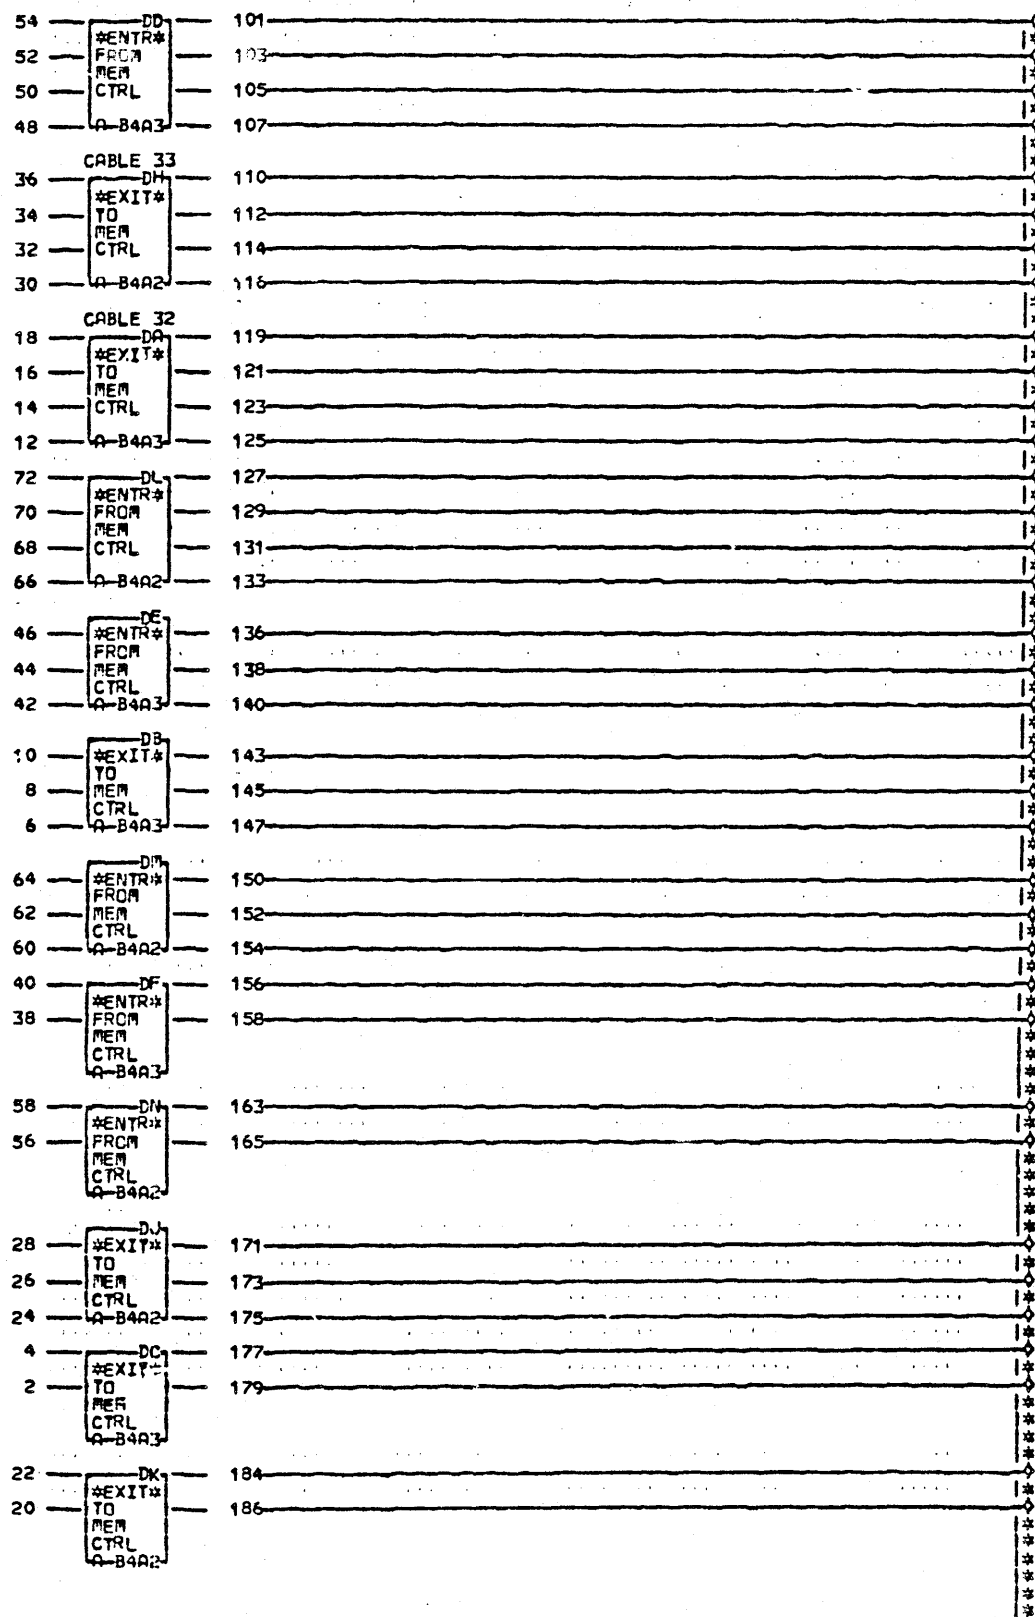 54 DD 101
*ENTR*
52 FROM 103
MEM
50 CTRL 105
48 A-B4A3 107
CABLE 33
36 DH 110
*EXIT*
34 TO 112
MEM
32 CTRL 114
30 A-B4A2 116
CABLE 32
18 DA 119
*EXIT*
16 TO 121
MEM
14 CTRL 123
12 A-B4A3 125
72 DL 127
*ENTR*
70 FROM 129
MEM
68 CTRL 131
66 A-B4A2 133
DE
46 *ENTR* 136
FROM
44 MEM 138
CTRL
42 A-B4A3 140
DB
10 *EXIT* 143
TO
8 MEM 145
CTRL
6 A-B4A3 147
DM
64 *ENTR* 150
FROM
62 MEM 152
CTRL
60 A-B4A2 154
40 DF 156
*ENTR*
38 FROM 158
MEM
CTRL
A-B4A3
58 DN 163
*ENTR*
56 FROM 165
MEM
CTRL
A-B4A2
DJ
28 *EXIT* 171
TO
26 MEM 173
CTRL
24 A-B4A2 175
4 DC 177
*EXIT*
2 TO 179
MEM
CTRL
A-B4A3
22 DK 184
*EXIT*
20 TO 186
MEM
CTRL
A-B4A2